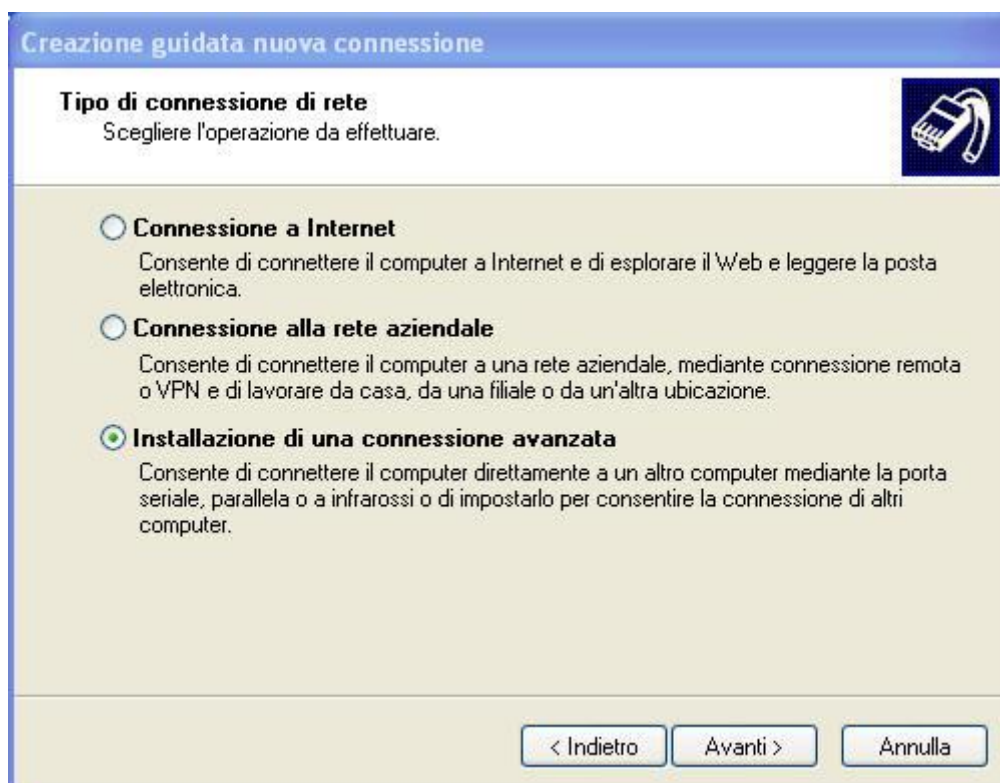 Creazione guidata nuova connessione
Tipo di connessione di rete
Scegliere l'operazione da effettuare.
Connessione a Internet
Consente di connettere il computer a Internet e di esplorare il Web e leggere la posta
elettronica.
Connessione alla rete aziendale
Consente di connettere il computer a una rete aziendale, mediante connessione remota
o VPN e di lavorare da casa, da una filiale o da un'altra ubicazione.
Installazione di una connessione avanzata
Consente di connettere il computer direttamente a un altro computer mediante la porta
seriale, parallela o a infrarossi o di impostarlo per consentire la connessione di altri
computer.
< Indietro
Avanti >
Annulla